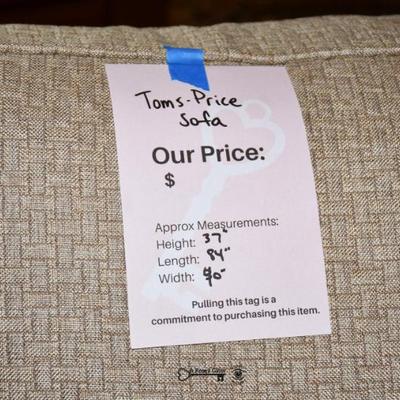 Toms-Price
Sofa
Our Price:
$
Approx Measurements:
Height: 37"
Length: 84"
Width: 40"
Pulling this tag is a
commitment to purchasing this item.